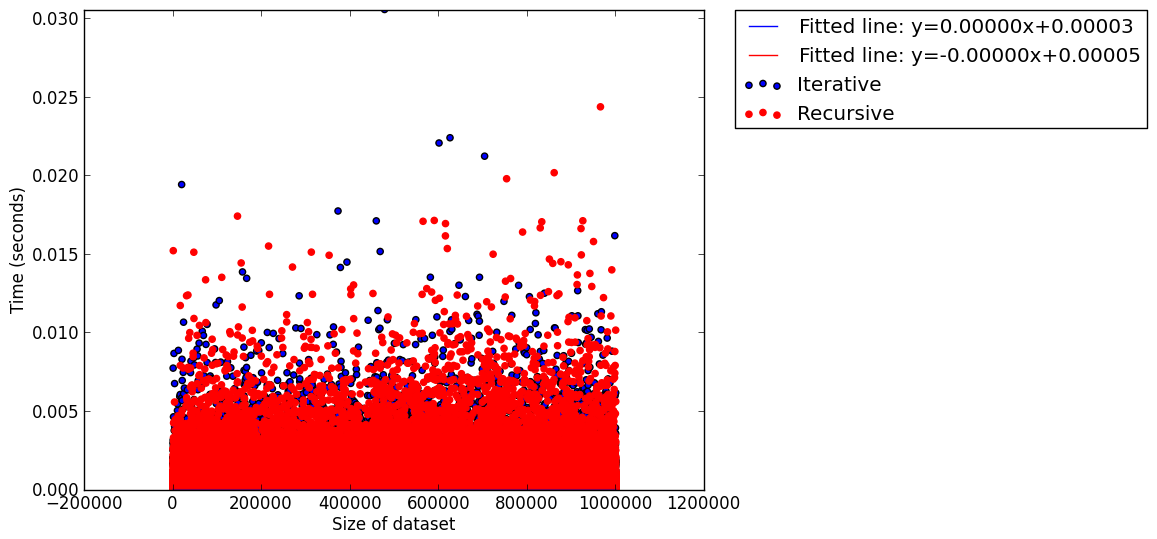 0.030
0.025
0.020
0.015
0.010
0.005
0.000
Time (seconds)
−200000 0 200000 400000 600000 800000 1000000 1200000
Size of dataset
Fitted line: y=0.00000x+0.00003
Fitted line: y=-0.00000x+0.00005
Iterative
Recursive